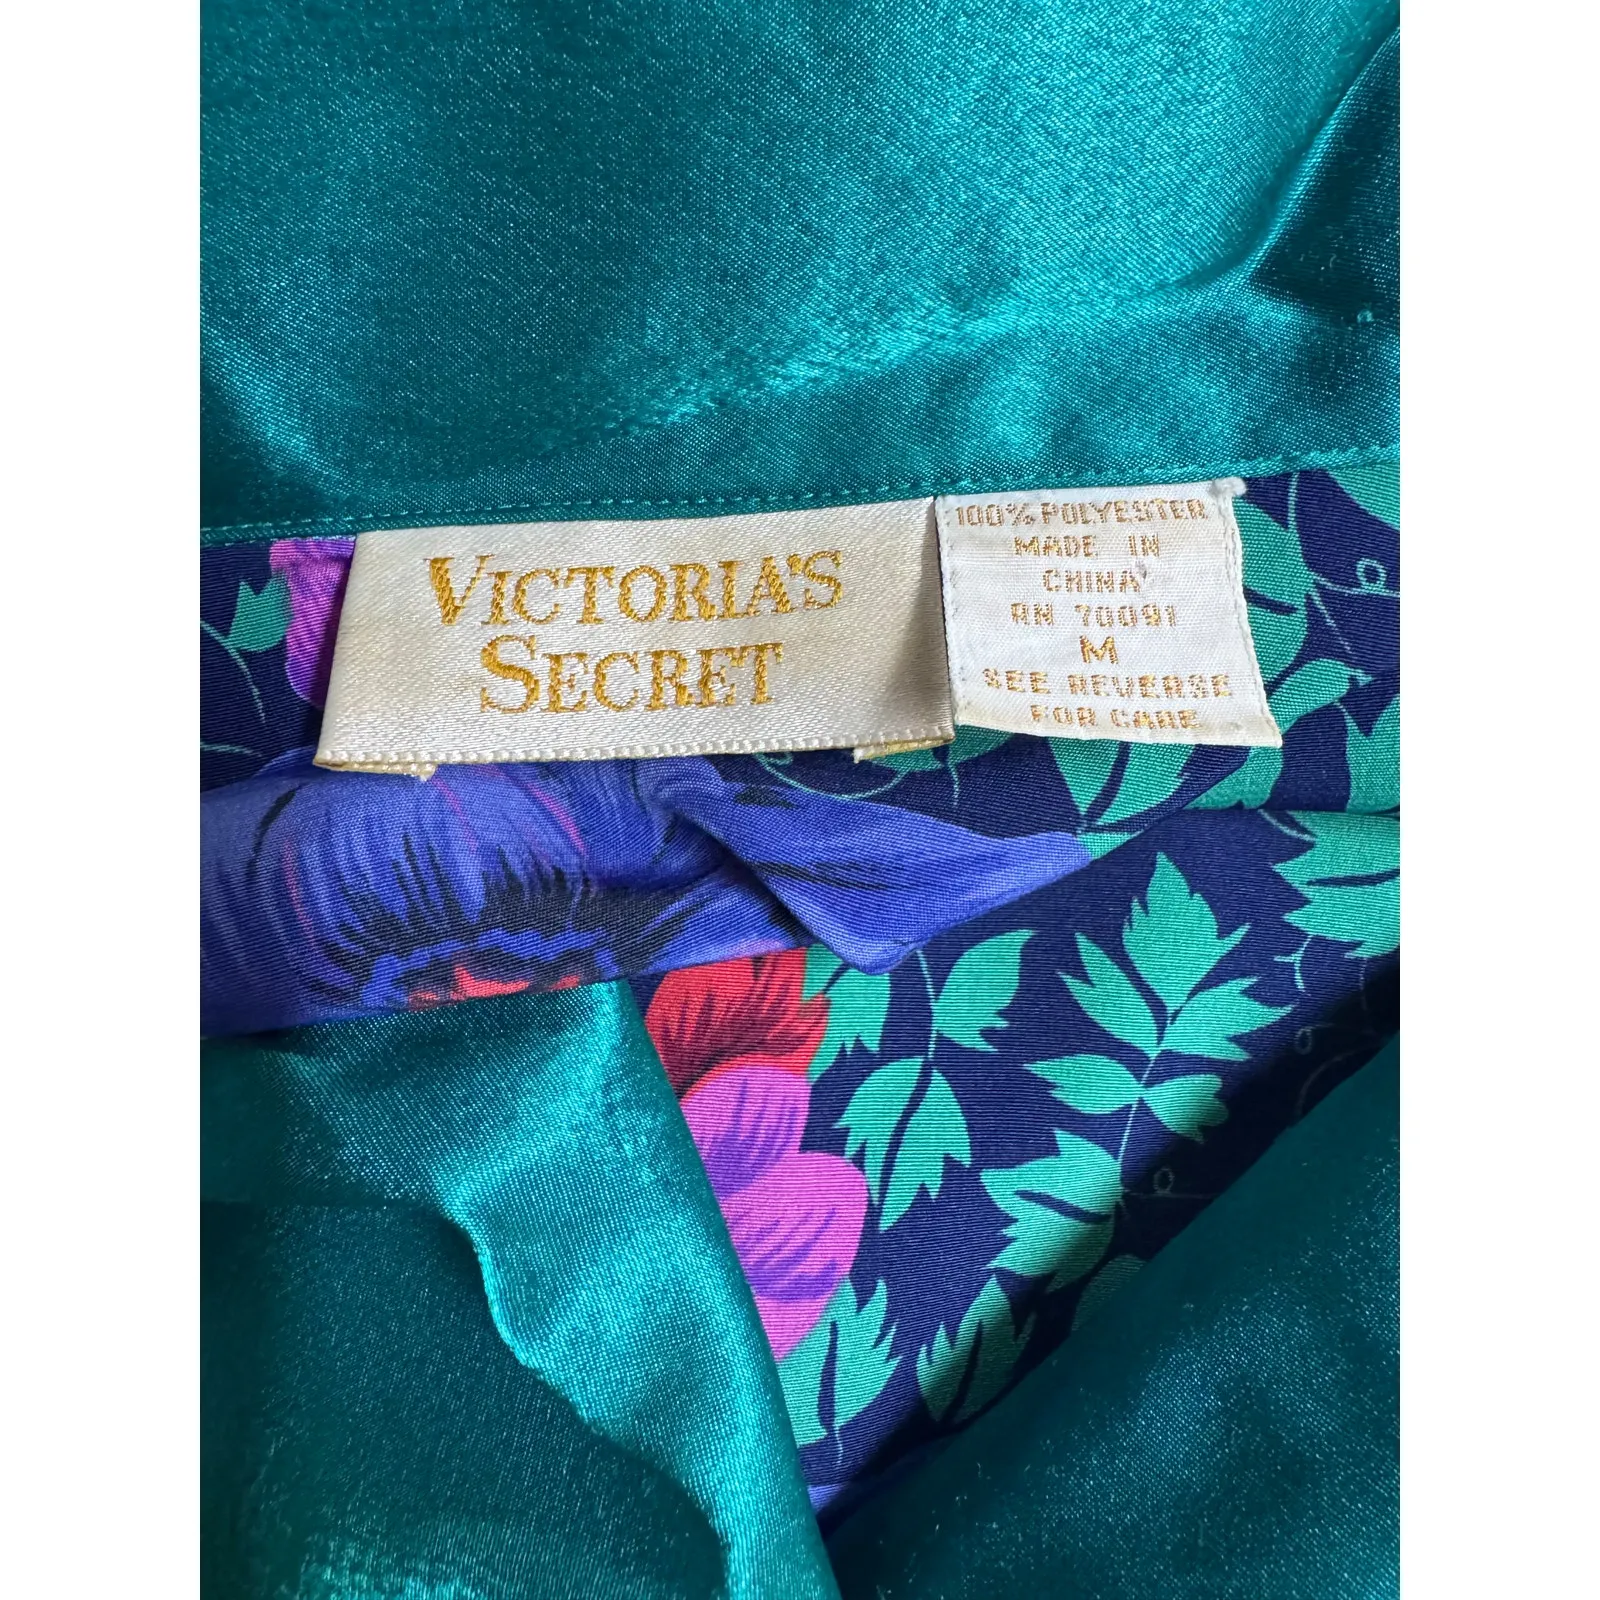 VICTORIA'S
SECRET
100% POLYESTER
MADE IN
CHINA
RN 70091
M
SEE REVERSE
FOR CARE